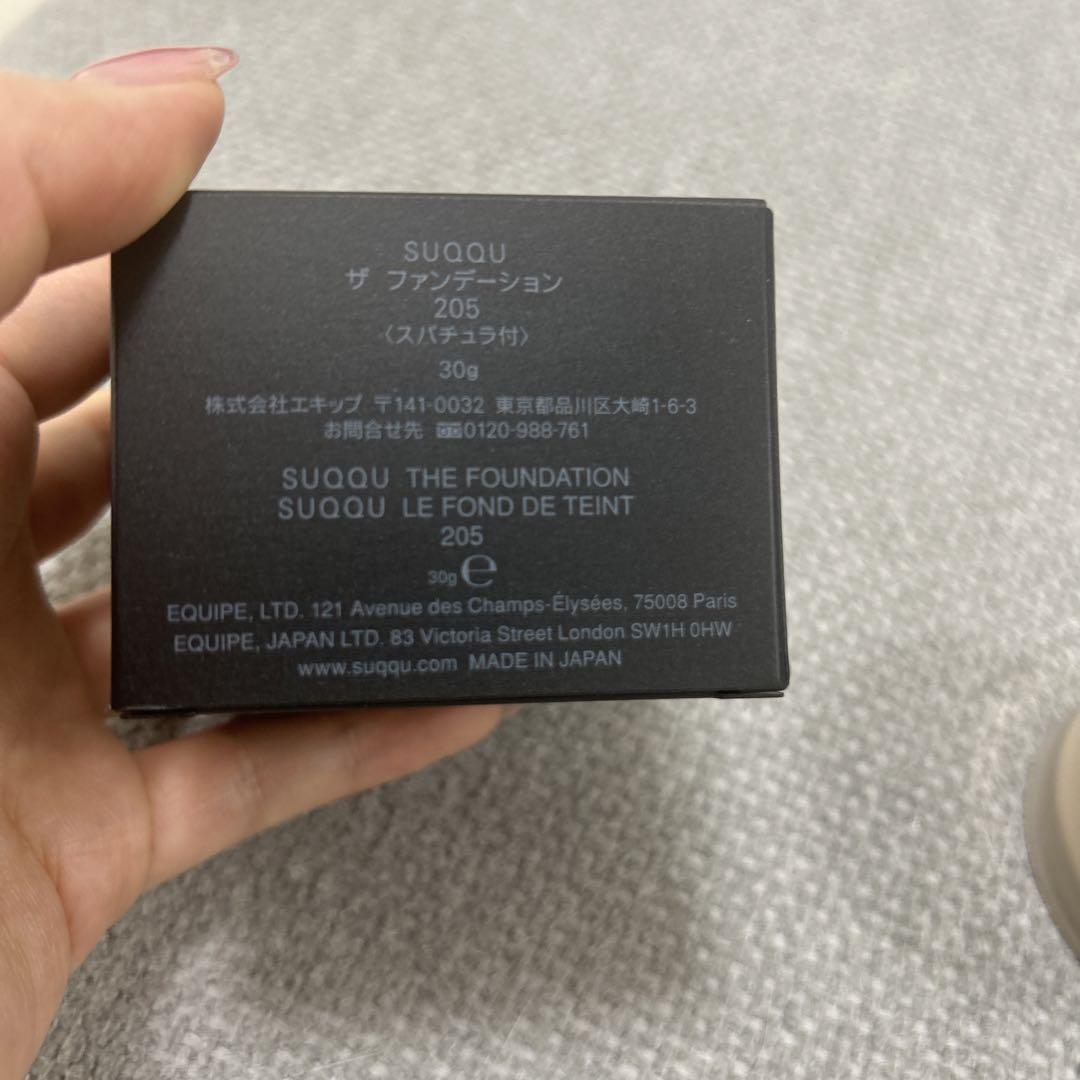 SUQQU
ザ ファンデーション
205
〈スパチュラ付〉
30g
株式会社エキップ 〒141-0032 東京都品川区大崎1-6-3
お問合せ先 0120-988-761
SUQQU THE FOUNDATION
SUQQU LE FOND DE TEINT
205
30g ℮
EQUIPE, LTD. 121 Avenue des Champs-Élysées, 75008 Paris
EQUIPE, JAPAN LTD. 83 Victoria Street London SW1H 0HW
www.suqqu.com MADE IN JAPAN